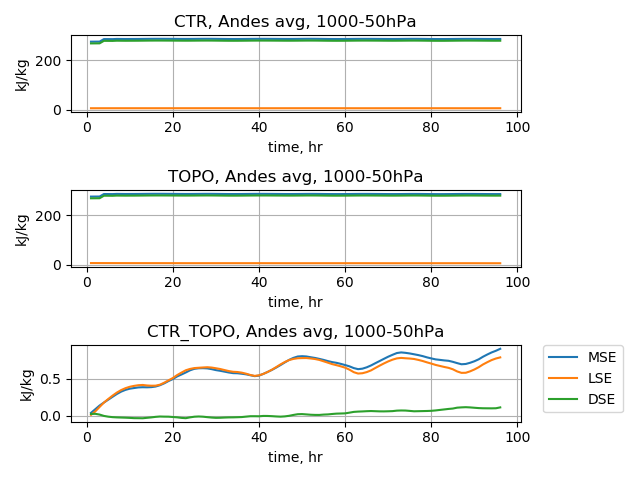 CTR, Andes avg, 1000-50hPa
kJ/kg
200
0
0 20 40 60 80 100
time, hr
TOPO, Andes avg, 1000-50hPa
kJ/kg
200
0
0 20 40 60 80 100
time, hr
CTR_TOPO, Andes avg, 1000-50hPa
kJ/kg
0.5
0.0
0 20 40 60 80 100
time, hr
MSE
LSE
DSE